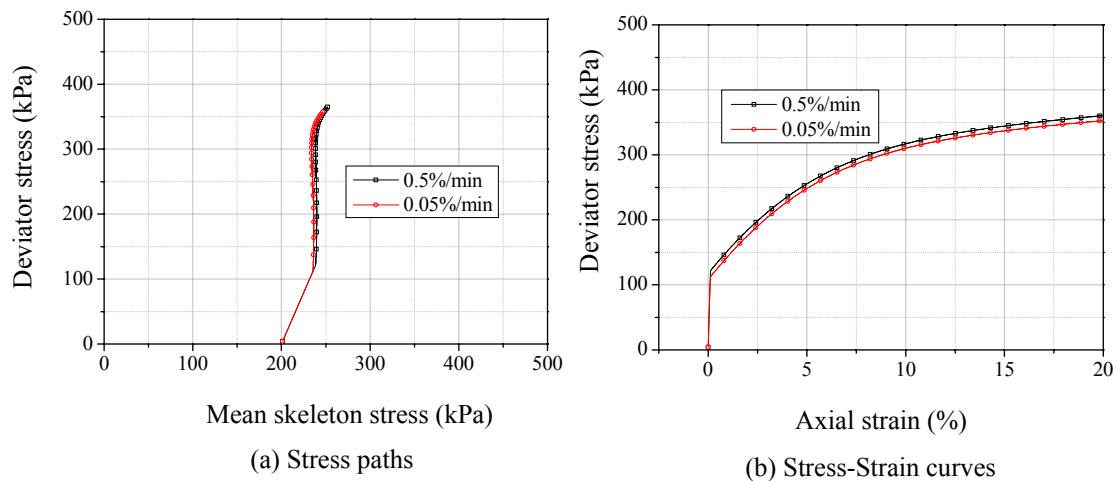 500
400
300
200
100
0
0
100
200
300
400
500
Deviator stress (kPa)
Mean skeleton stress (kPa)
0.5%/min
0.05%/min
(a) Stress paths
500
400
300
200
100
0
0
5
10
15
20
Deviator stress (kPa)
Axial strain (%)
0.5%/min
0.05%/min
(b) Stress-Strain curves